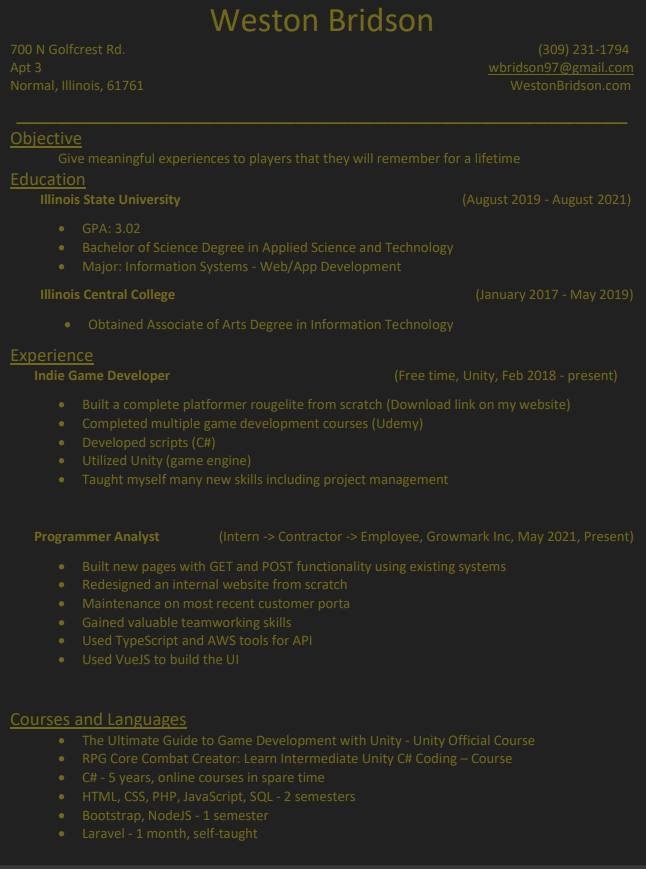 Weston Bridson
700 N Golfcrest Rd. (309) 231-1794
Apt 3 wbridson97@gmail.com
Normal, Illinois, 61761 WestonBridson.com
Objective
Give meaningful experiences to players that they will remember for a lifetime
Education
Illinois State University (August 2019 - August 2021)
• GPA: 3.02
• Bachelor of Science Degree in Applied Science and Technology
• Major: Information Systems - Web/App Development
Illinois Central College (January 2017 - May 2019)
• Obtained Associate of Arts Degree in Information Technology
Experience
Indie Game Developer (Free time, Unity, Feb 2018 - present)
• Built a complete platformer rougelite from scratch (Download link on my website)
• Completed multiple game development courses (Udemy)
• Developed scripts (C#)
• Utilized Unity (game engine)
• Taught myself many new skills including project management
Programmer Analyst (Intern -> Contractor -> Employee, Growmark Inc, May 2021, Present)
• Built new pages with GET and POST functionality using existing systems
• Redesigned an internal website from scratch
• Maintenance on most recent customer porta
• Gained valuable teamworking skills
• Used TypeScript and AWS tools for API
• Used VueJS to build the UI
Courses and Languages
• The Ultimate Guide to Game Development with Unity - Unity Official Course
• RPG Core Combat Creator: Learn Intermediate Unity C# Coding – Course
• C# - 5 years, online courses in spare time
• HTML, CSS, PHP, JavaScript, SQL - 2 semesters
• Bootstrap, NodeJS - 1 semester
• Laravel - 1 month, self-taught